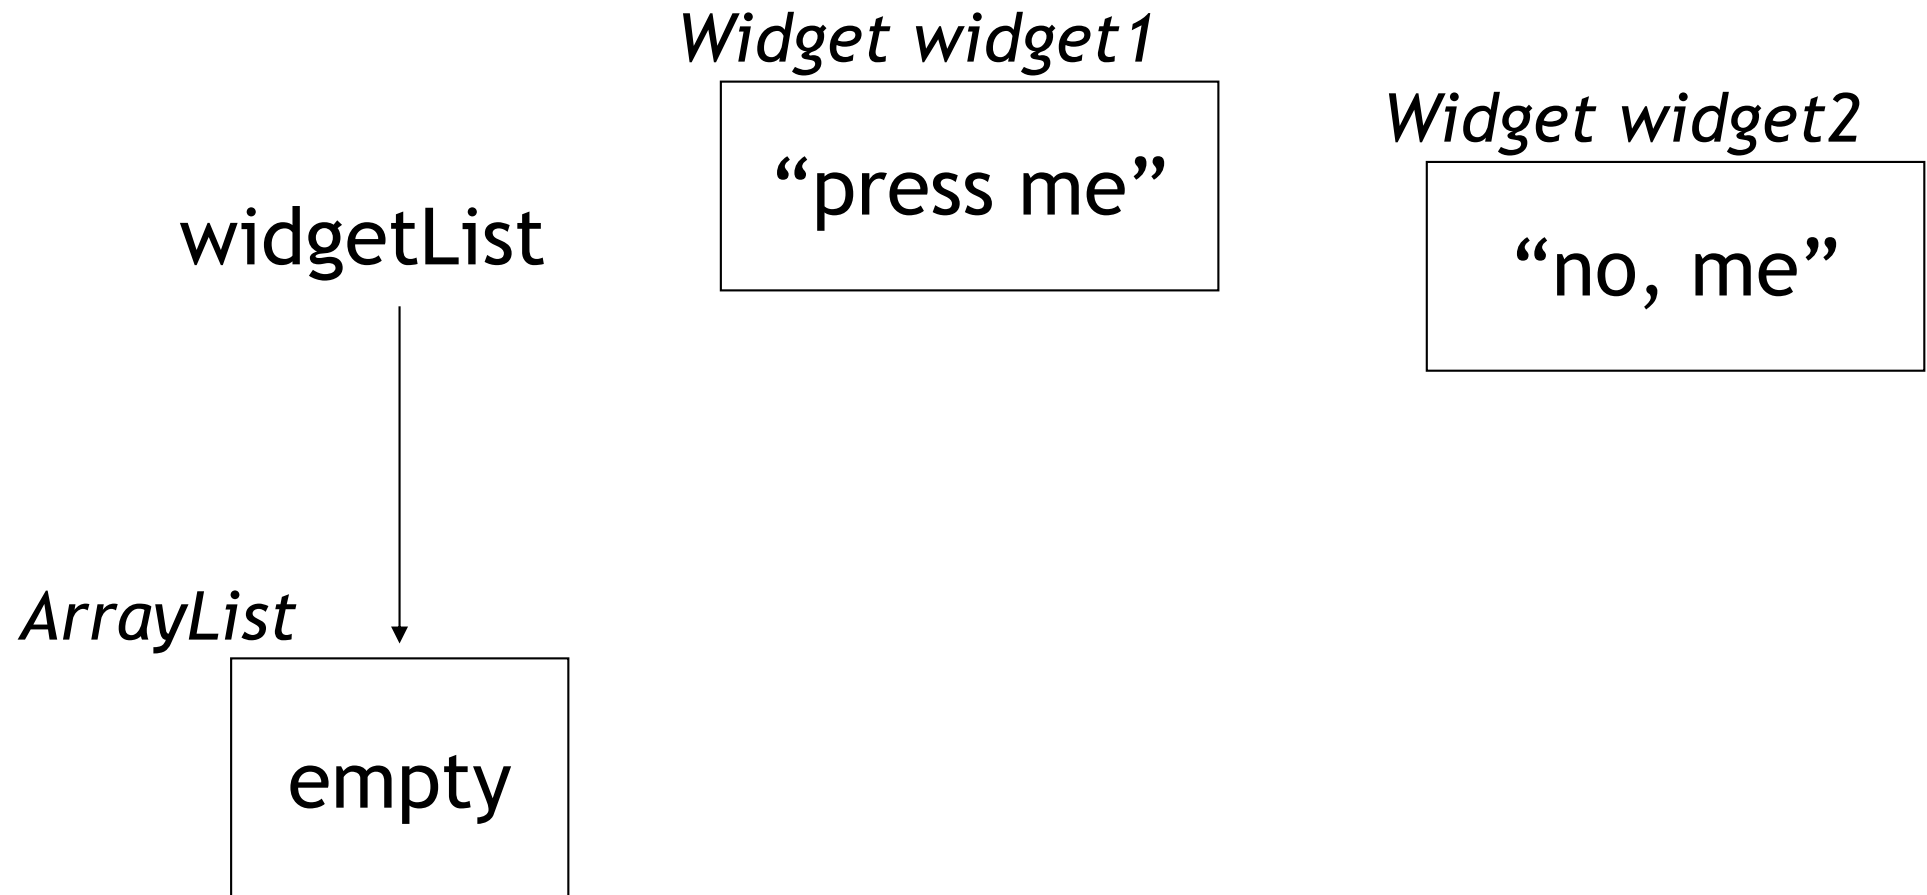 Widget widget1
“press me”
Widget widget2
“no, me”
widgetList
ArrayList
empty